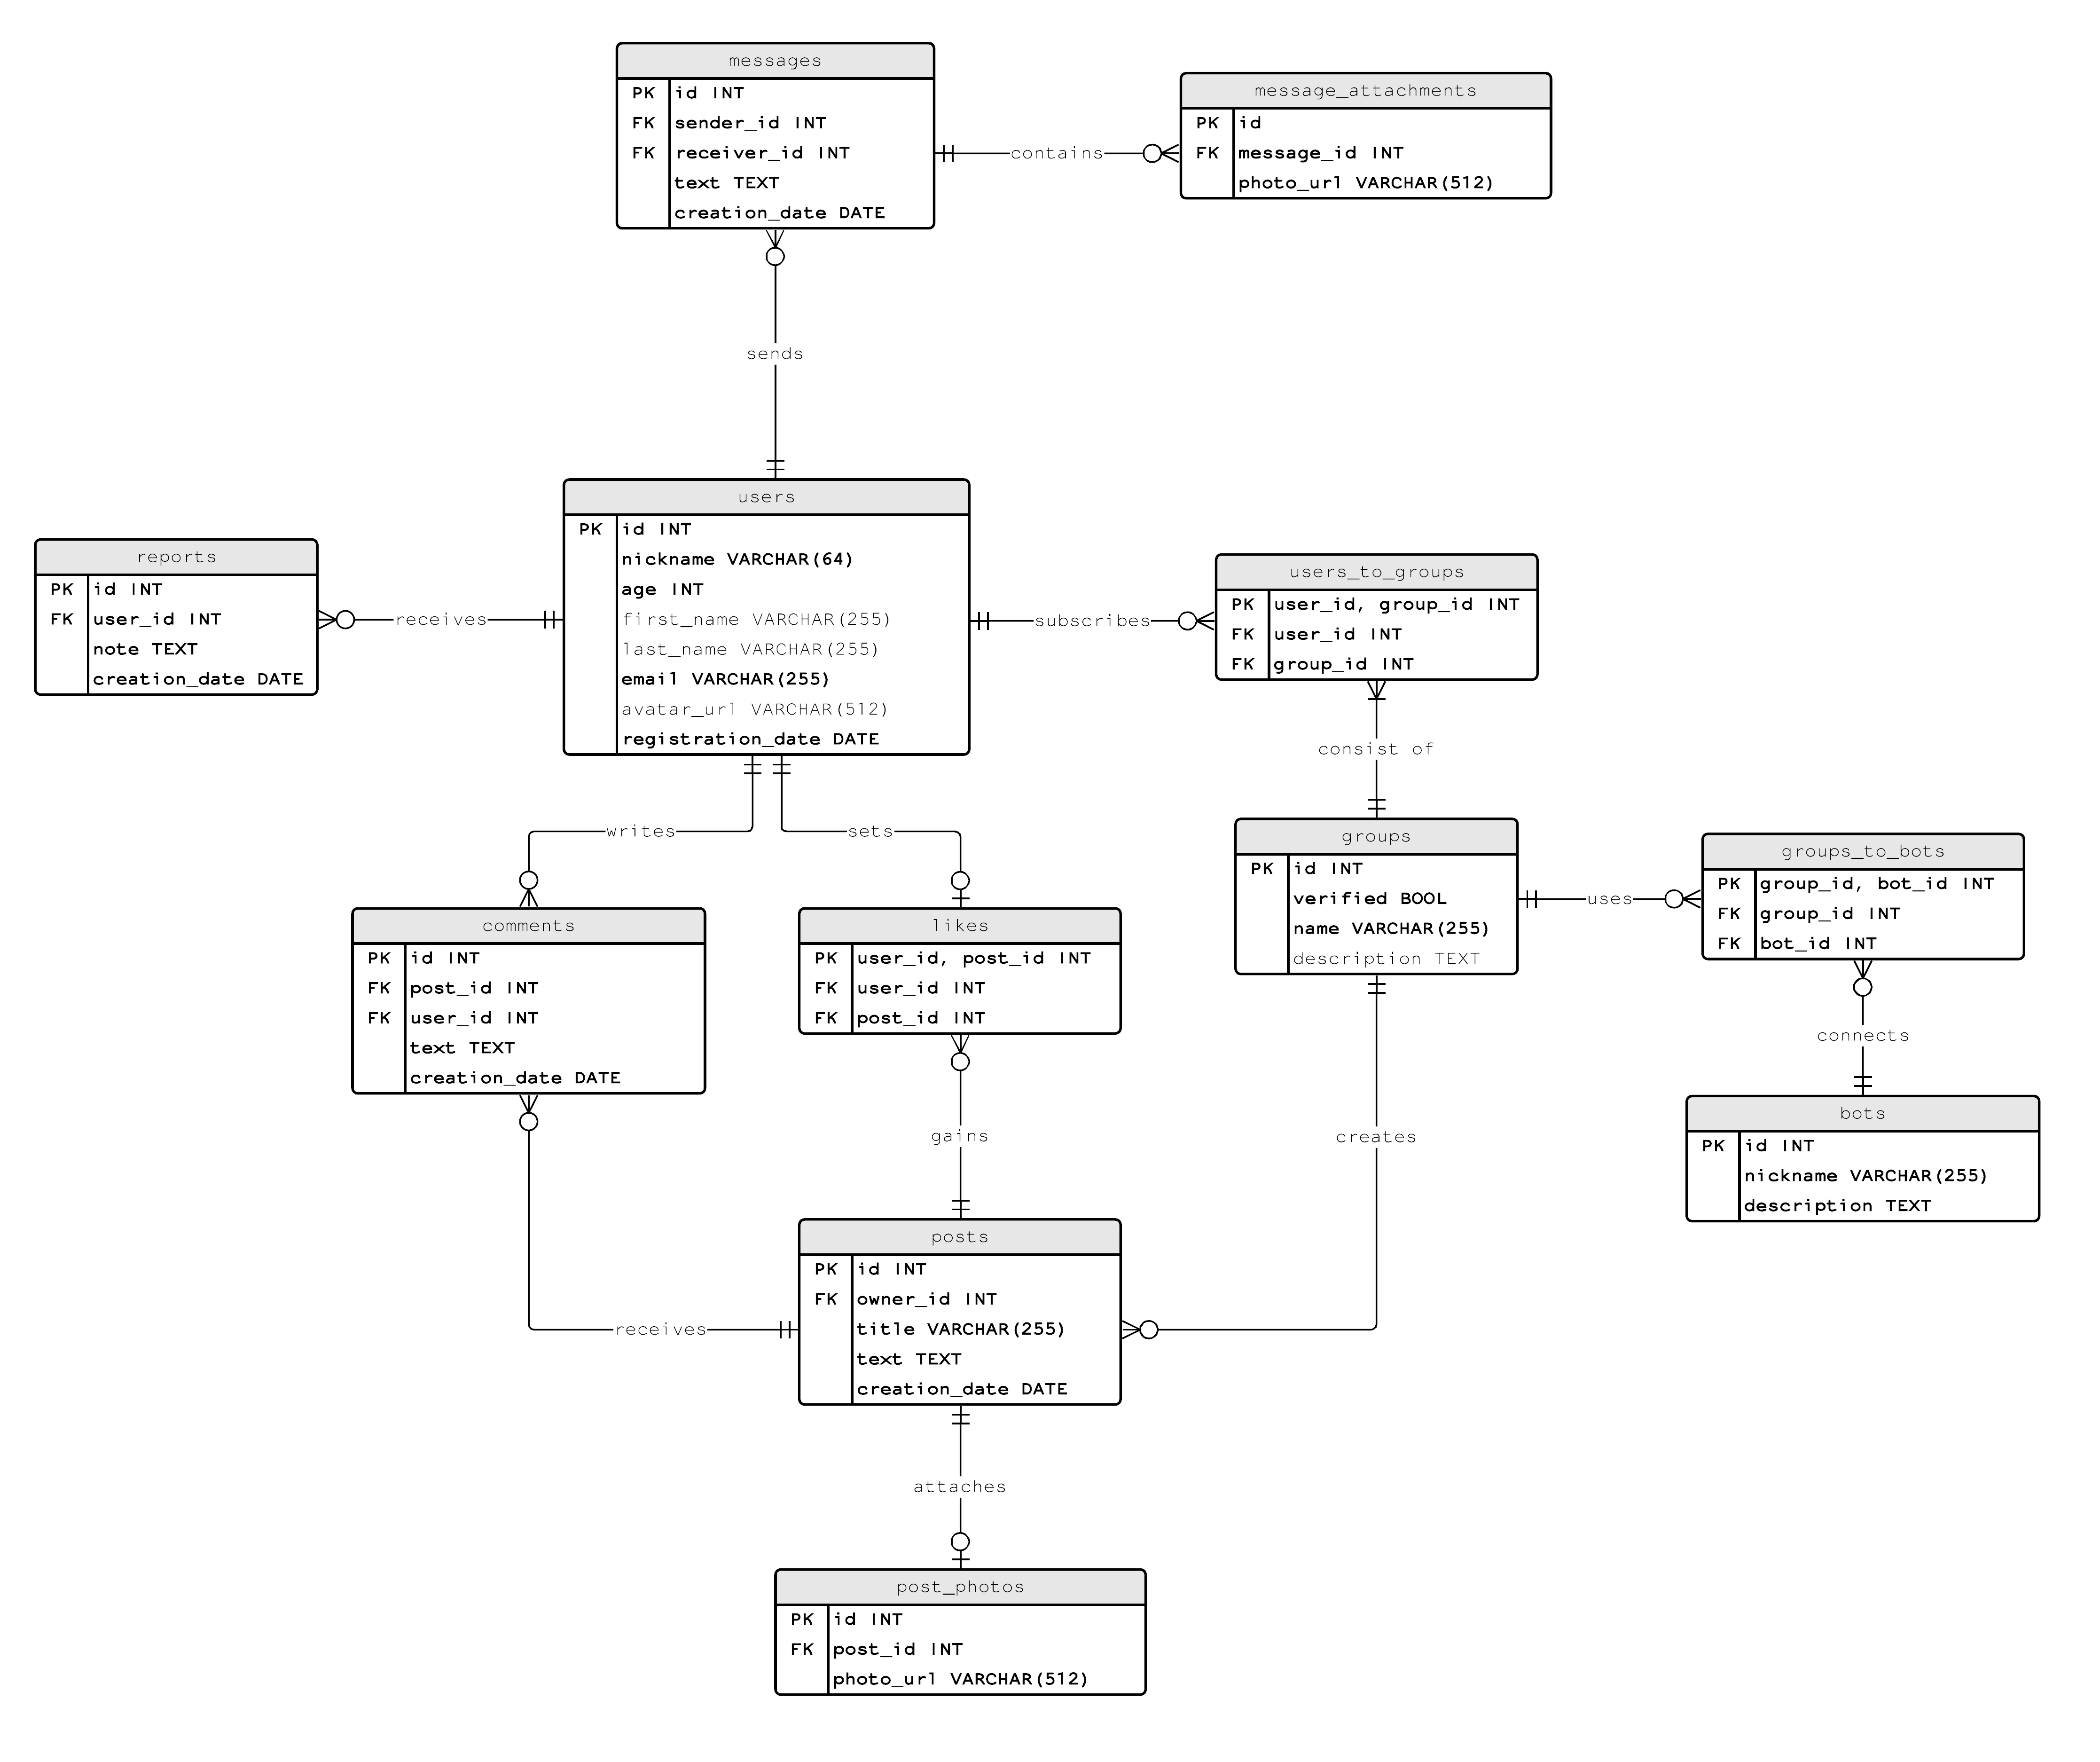 messages
PK id INT
FK sender_id INT
FK receiver_id INT
text TEXT
creation_date DATE
contains
message_attachments
PK id
FK message_id INT
photo_url VARCHAR(512)
sends
users
PK id INT
nickname VARCHAR(64)
age INT
first_name VARCHAR(255)
last_name VARCHAR(255)
email VARCHAR(255)
avatar_url VARCHAR(512)
registration_date DATE
reports
PK id INT
FK user_id INT
note TEXT
creation_date DATE
receives
subscribes
users_to_groups
PK user_id, group_id INT
FK user_id INT
FK group_id INT
consist of
writes
sets
groups
PK id INT
verified BOOL
name VARCHAR(255)
description TEXT
uses
groups_to_bots
PK group_id, bot_id INT
FK group_id INT
FK bot_id INT
connects
bots
PK id INT
nickname VARCHAR(255)
description TEXT
comments
PK id INT
FK post_id INT
FK user_id INT
text TEXT
creation_date DATE
likes
PK user_id, post_id INT
FK user_id INT
FK post_id INT
gains
creates
receives
posts
PK id INT
FK owner_id INT
title VARCHAR(255)
text TEXT
creation_date DATE
attaches
post_photos
PK id INT
FK post_id INT
photo_url VARCHAR(512)